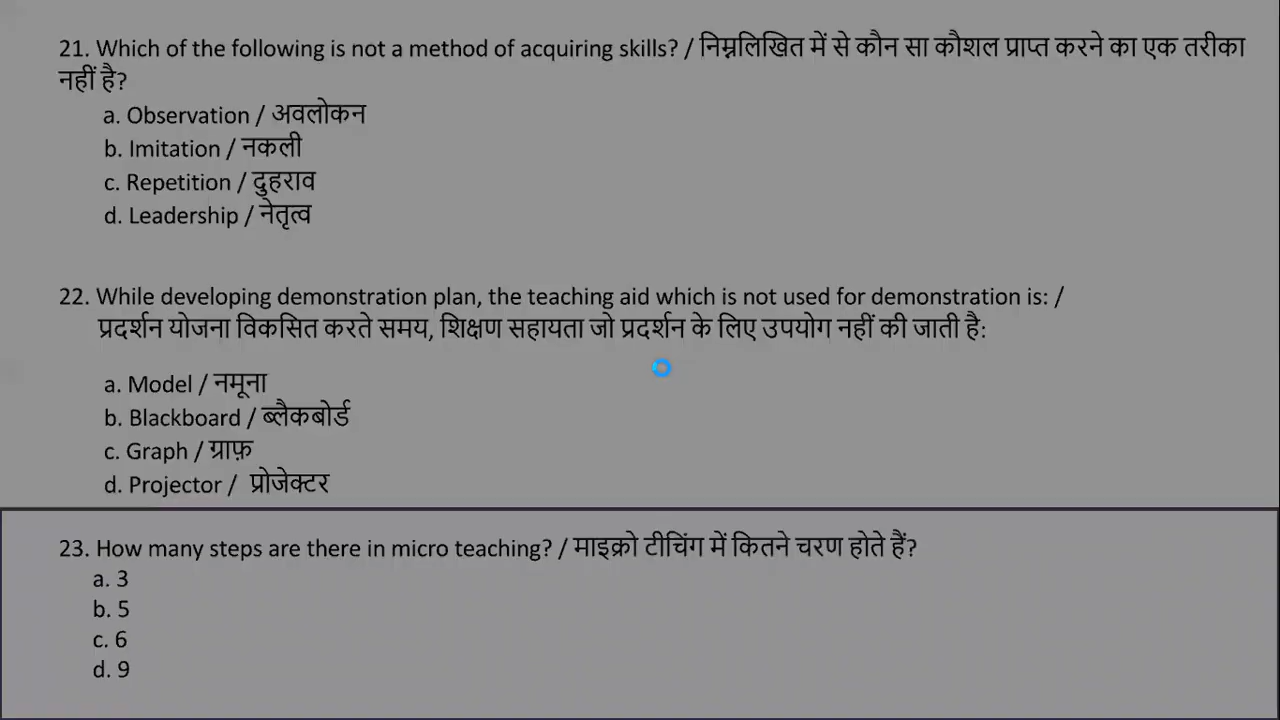 21. Which of the following is not a method of acquiring skills? / निम्नलिखित में से कौन सा कौशल प्राप्त करने का एक तरीका
नहीं है?
a. Observation / अवलोकन
b. Imitation / नकली
c. Repetition / दुहराव
d. Leadership / नेतृत्व
22. While developing demonstration plan, the teaching aid which is not used for demonstration is: /
प्रदर्शन योजना विकसित करते समय, शिक्षण सहायता जो प्रदर्शन के लिए उपयोग नहीं की जाती है:
a. Model / नमूना
b. Blackboard / ब्लैकबोर्ड
c. Graph / ग्राफ़
d. Projector / प्रोजेक्टर
23. How many steps are there in micro teaching? / माइक्रो टीचिंग में कितने चरण होते हैं?
a. 3
b. 5
c. 6
d. 9